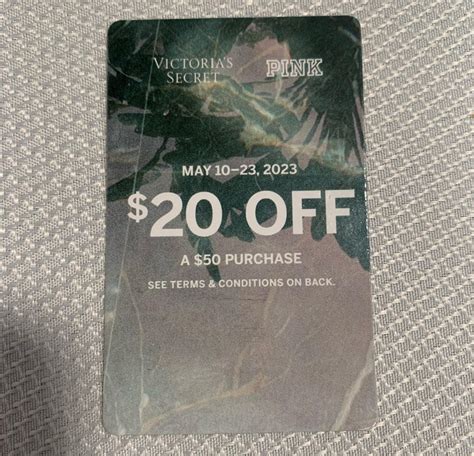 VICTORIA'S
SECRET
PINK
MAY 10–23, 2023
$20 OFF
A $50 PURCHASE
SEE TERMS & CONDITIONS ON BACK.